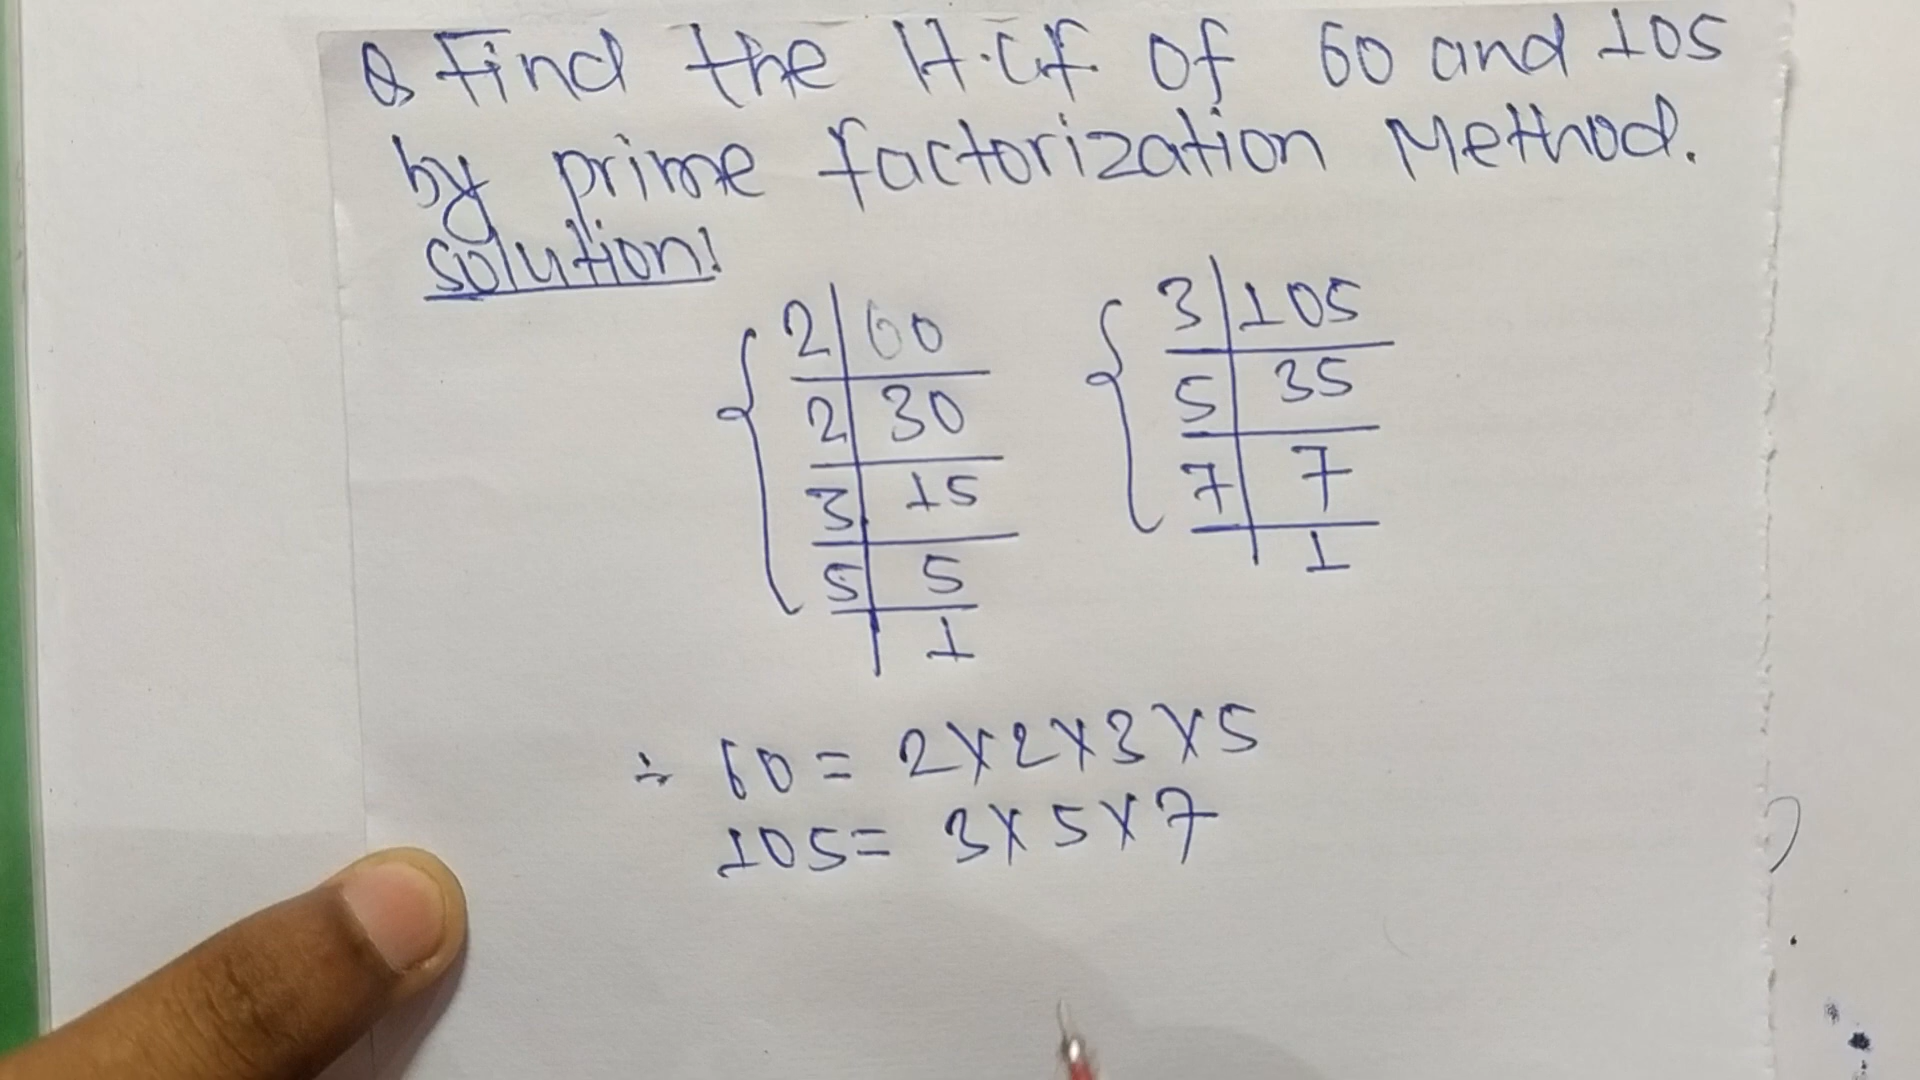 Q Find the H.C.F. Of 60 and 105
by prime factorization Method.
solution:
2 60
2 30
3 15
5 5
1
3 105
5 35
7 7
1
∴ 60 = 2×2×3×5
105 = 3×5×7